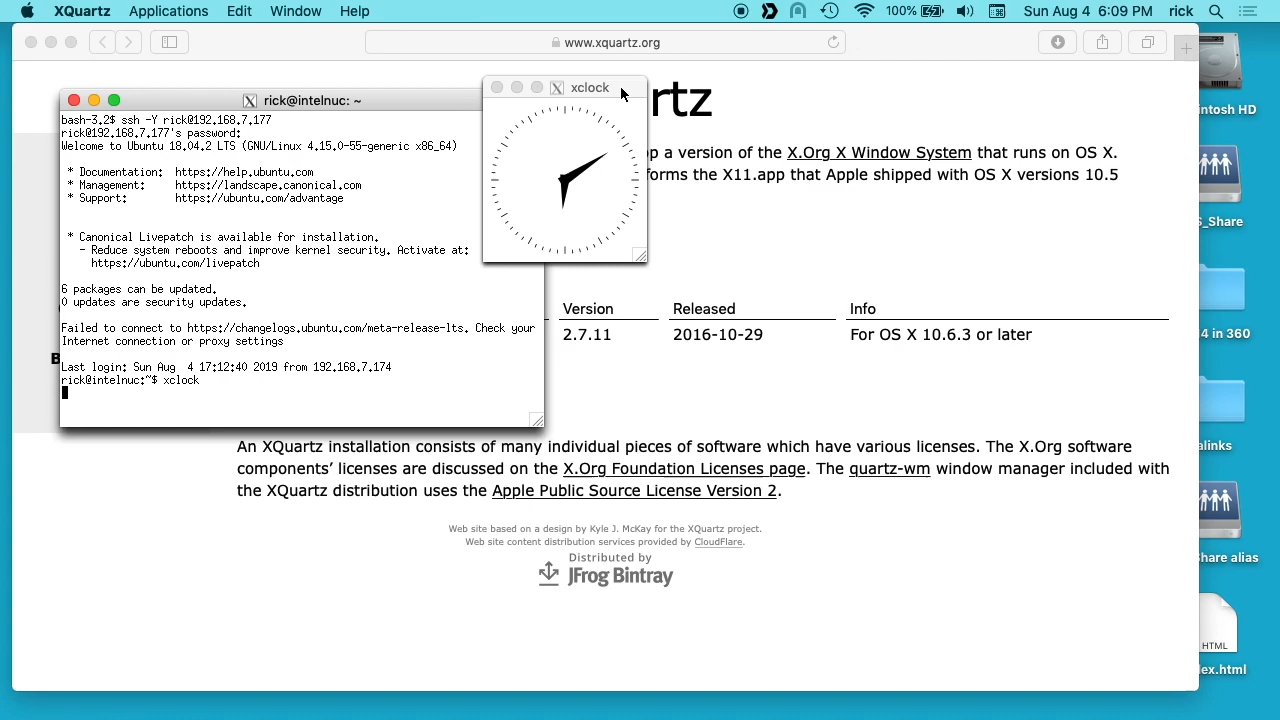 XQuartz Applications Edit Window Help
100% Sun Aug 4 6:09 PM rick
www.xquartz.org
rick@intelnuc: ~
bash-3.2$ ssh -Y rick@192.168.7.177
rick@192.168.7.177's password:
Welcome to Ubuntu 18.04.2 LTS (GNU/Linux 4.15.0-55-generic x86_64)
* Documentation: https://help.ubuntu.com
* Management: https://landscape.canonical.com
* Support: https://ubuntu.com/advantage
* Canonical Livepatch is available for installation.
- Reduce system reboots and improve kernel security. Activate at:
https://ubuntu.com/livepatch
6 packages can be updated.
0 updates are security updates.
Failed to connect to https://changelogs.ubuntu.com/meta-release-lts. Check your
Internet connection or proxy settings
Last login: Sun Aug 4 17:12:40 2019 from 192.168.7.174
rick@intelnuc:~$ xclock
xclock
rtz
op a version of the X.Org X Window System that runs on OS X.
forms the X11.app that Apple shipped with OS X versions 10.5
Version Released Info
2.7.11 2016-10-29 For OS X 10.6.3 or later
B
An XQuartz installation consists of many individual pieces of software which have various licenses. The X.Org software
components’ licenses are discussed on the X.Org Foundation Licenses page. The quartz-wm window manager included with
the XQuartz distribution uses the Apple Public Source License Version 2.
Web site based on a design by Kyle J. McKay for the XQuartz project.
Web site content distribution services provided by CloudFlare.
Distributed by
JFrog Bintray
intosh HD
S_Share
4 in 360
alinks
hare alias
HTML
lex.html